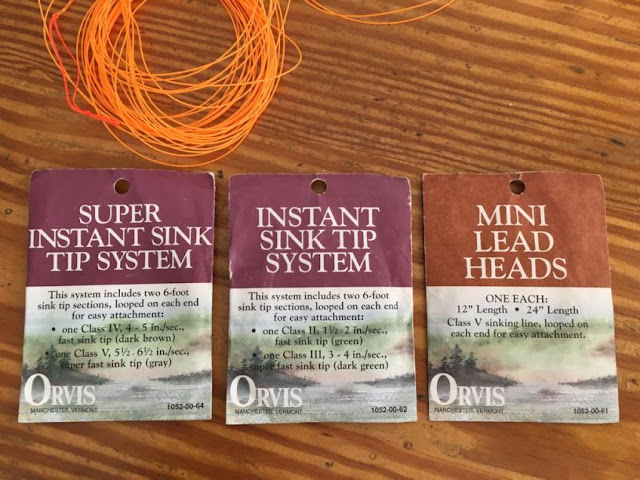 SUPER
INSTANT SINK
TIP SYSTEM
This system includes two 6-foot
sink tip sections, looped on each end
for easy attachment:
• one Class IV, 4 - 5 in./sec.,
fast sink tip (dark brown)
• one Class V, 5½ - 6½ in./sec.,
super fast sink tip (gray)
ORVIS
MANCHESTER, VERMONT
1052-00-64
INSTANT
SINK TIP
SYSTEM
This system includes two 6-foot
sink tip sections, looped on each end
for easy attachment:
• one Class II, 1½ - 2 in./sec.,
fast sink tip (green)
• one Class III, 3 - 4 in./sec.,
super fast sink tip (dark green)
ORVIS
MANCHESTER, VERMONT
1052-00-62
MINI
LEAD
HEADS
ONE EACH:
12" Length • 24" Length
Class V sinking line, looped on
each end for easy attachment.
ORVIS
MANCHESTER, VERMONT
1052-00-61